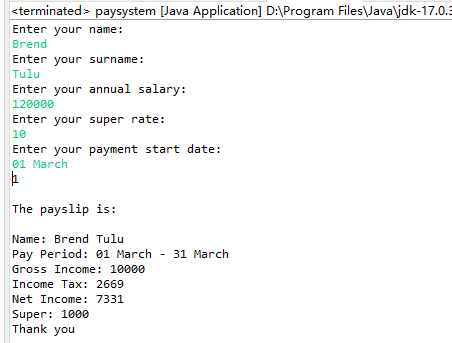 <terminated> paysystem [Java Application] D:\Program Files\Java\jdk-17.0.3
Enter your name:
Brend
Enter your surname:
Tulu
Enter your annual salary:
120000
Enter your super rate:
10
Enter your payment start date:
01 March
1
The payslip is:
Name: Brend Tulu
Pay Period: 01 March - 31 March
Gross Income: 10000
Income Tax: 2669
Net Income: 7331
Super: 1000
Thank you